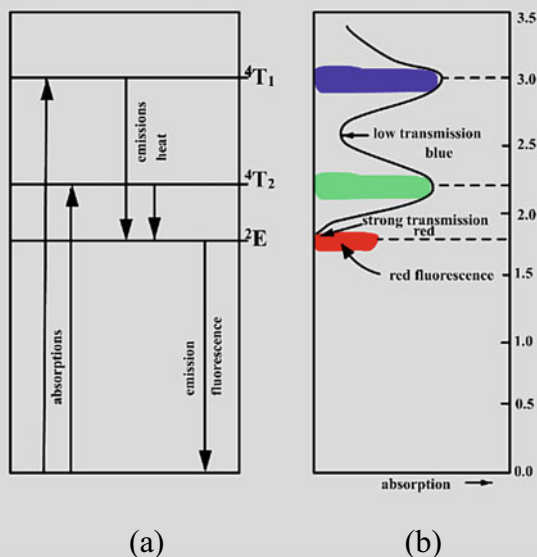 ⁴T₁
emissions
heat
⁴T₂
²E
absorptions
emission
fluorescence
(a)
3.5
3.0
low transmission
blue
2.5
2.0
strong transmission
red
red fluorescence
1.5
1.0
0.5
0.0
absorption
(b)